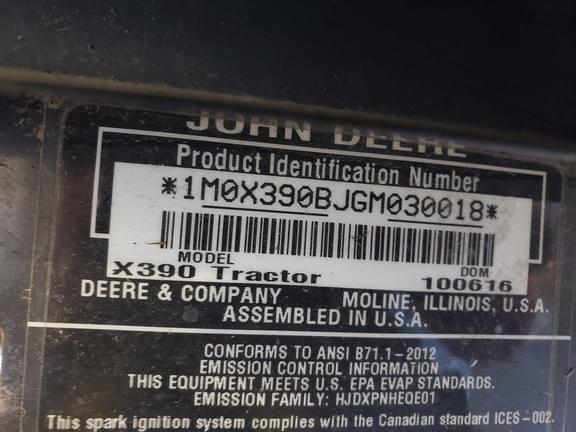 JOHN DEERE
Product Identification Number
*1M0X390BJGM030018*
MODEL DOM
X390 Tractor 100616
DEERE & COMPANY MOLINE, ILLINOIS, U.S.A.
ASSEMBLED IN U.S.A.
CONFORMS TO ANSI B71.1-2012
EMISSION CONTROL INFORMATION
THIS EQUIPMENT MEETS U.S. EPA EVAP STANDARDS.
EMISSION FAMILY: HJDXPNHEQE01
This spark ignition system complies with the Canadian standard ICES-002.